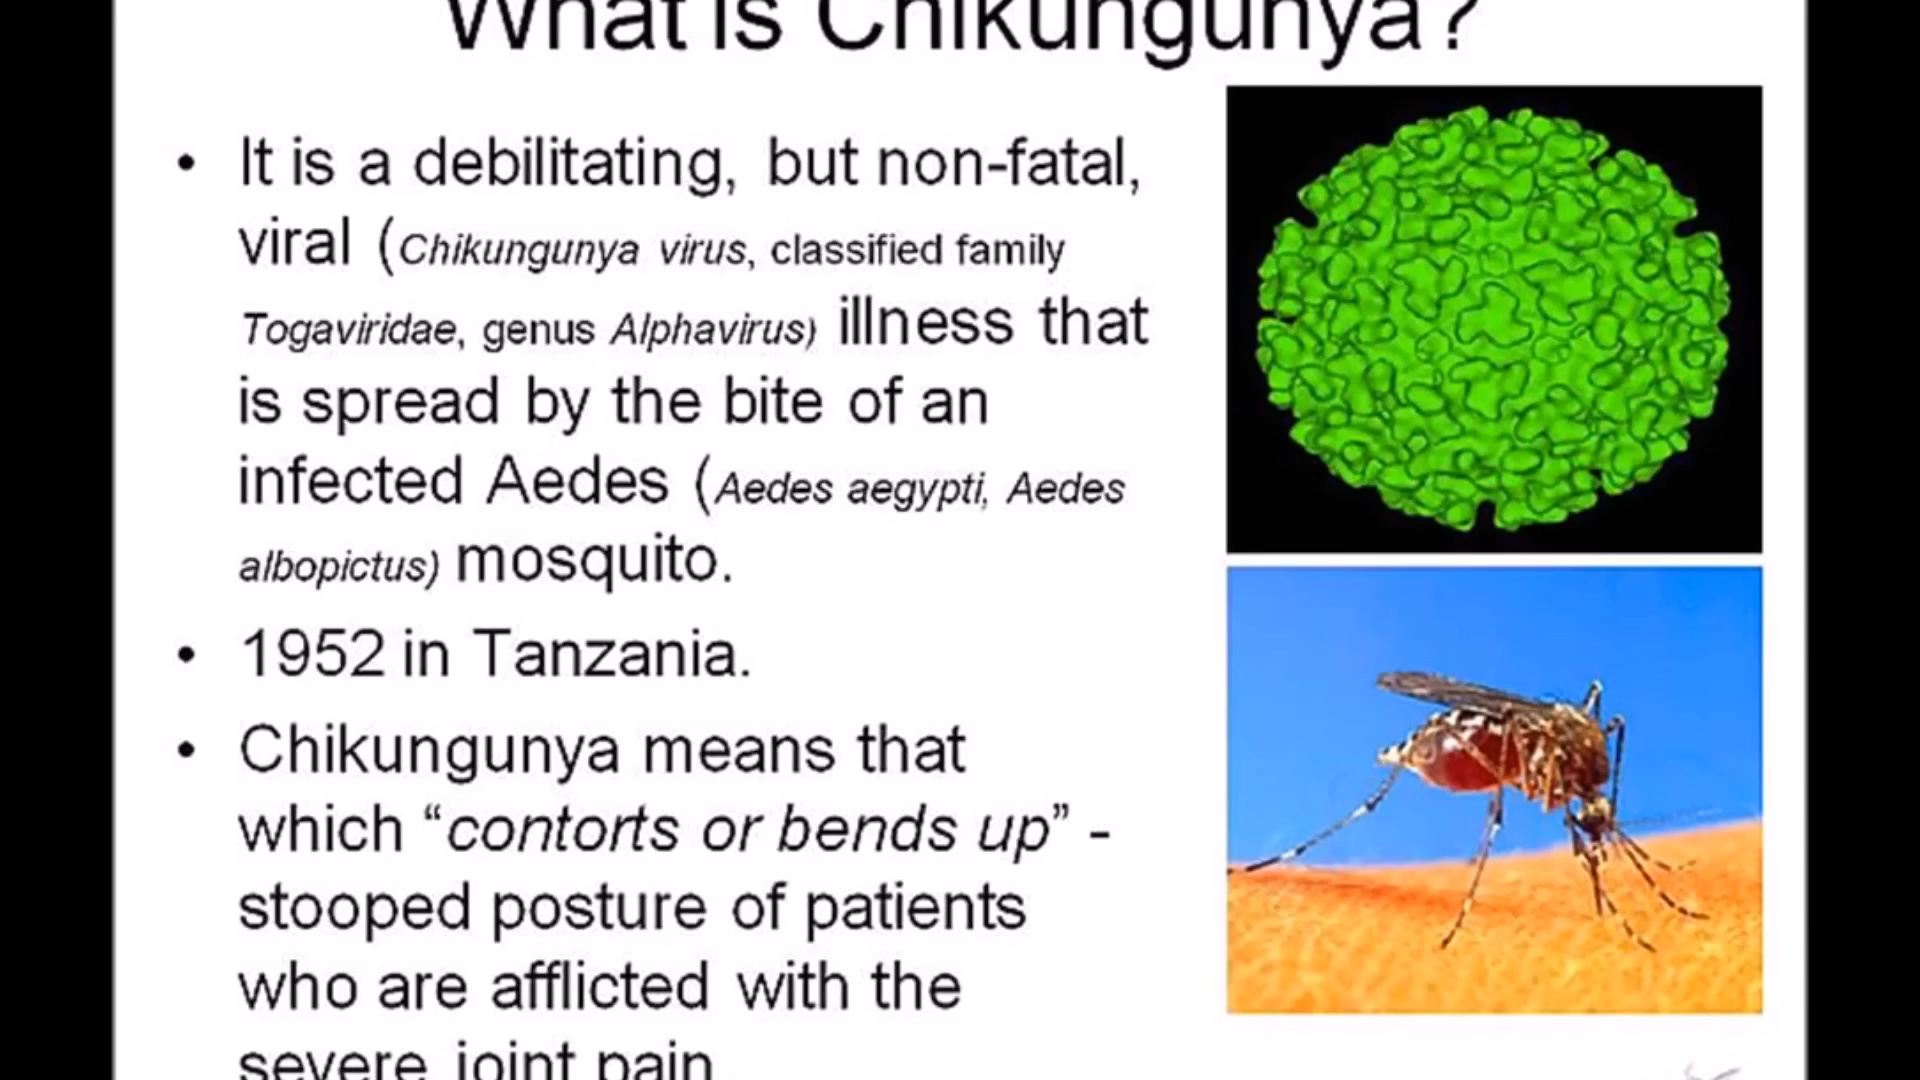 What is Chikungunya?
• It is a debilitating, but non-fatal,
viral (Chikungunya virus, classified family
Togaviridae, genus Alphavirus) illness that
is spread by the bite of an
infected Aedes (Aedes aegypti, Aedes
albopictus) mosquito.
• 1952 in Tanzania.
• Chikungunya means that
which “contorts or bends up” -
stooped posture of patients
who are afflicted with the
severe joint pain.